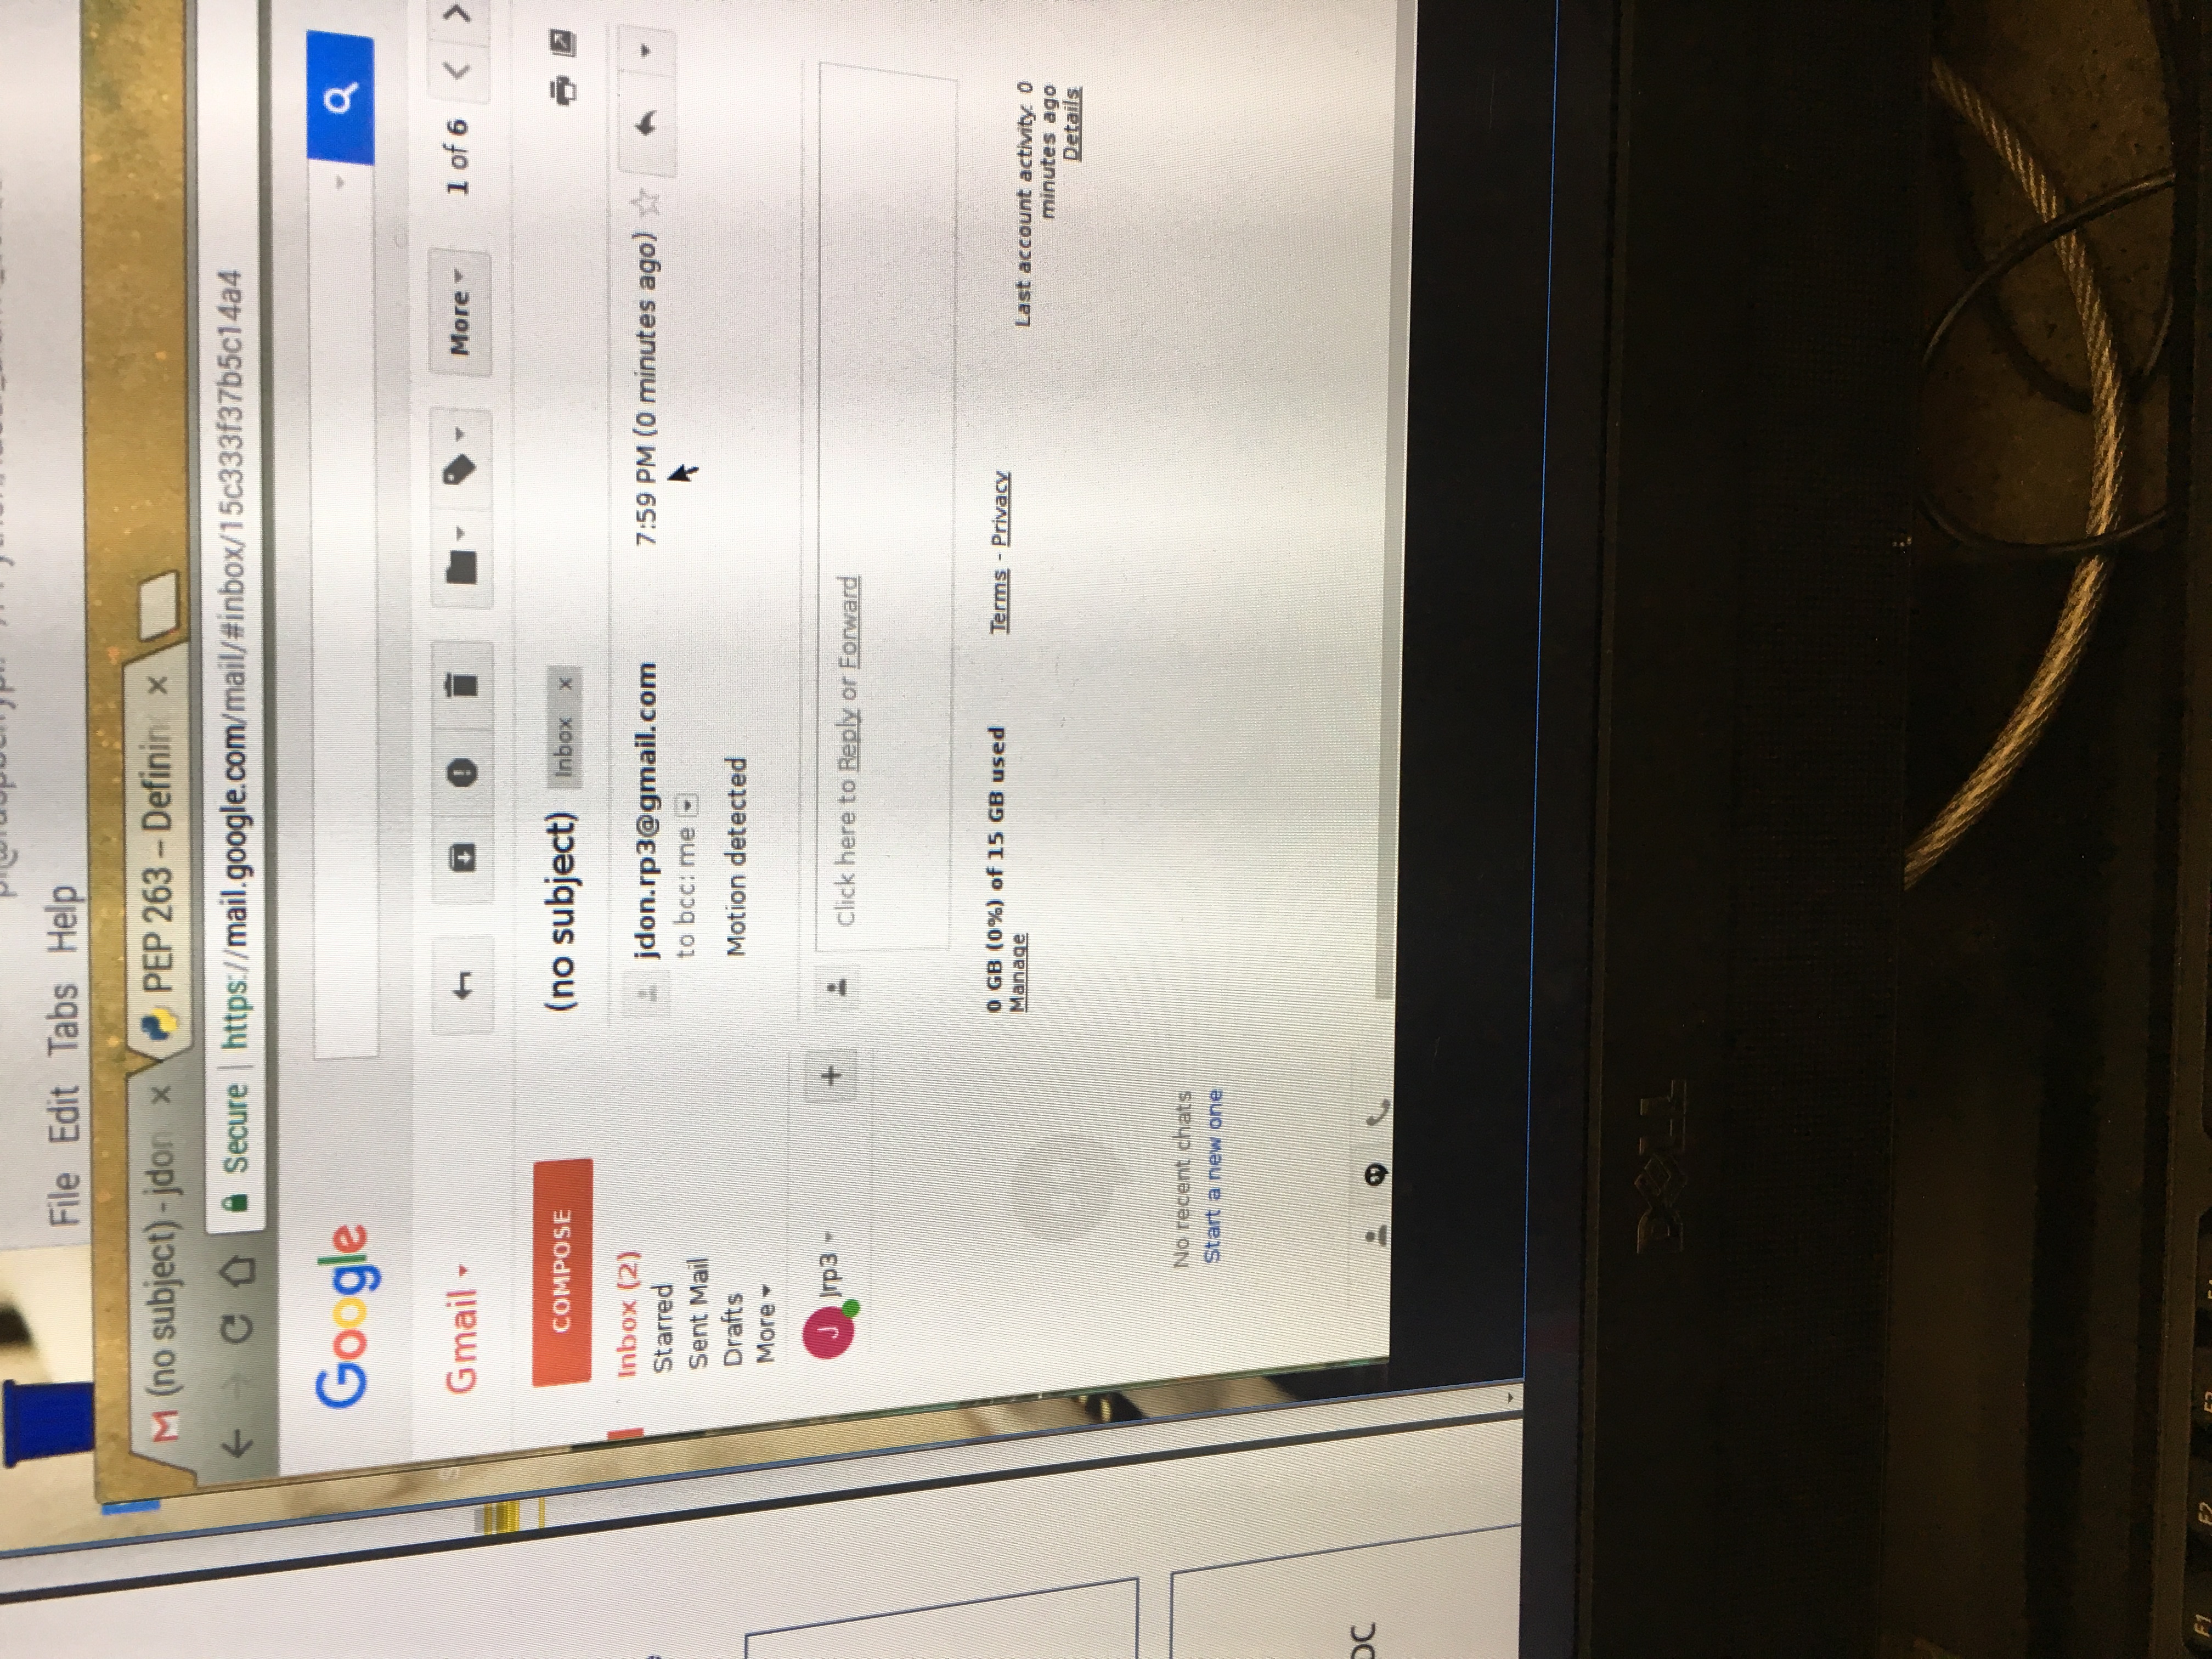 File Edit Tabs Help
(no subject) - jdon
PEP 263 – Defining
Secure https://mail.google.com/mail/#inbox/15c333f37b5c14a4
Google
Gmail
More
1 of 6
COMPOSE
(no subject) Inbox x
Inbox (2)
Starred
Sent Mail
Drafts
More
jdon.rp3@gmail.com 7:59 PM (0 minutes ago)
to bcc: me
Motion detected
J Jrp3 +
Click here to Reply or Forward
0 GB (0%) of 15 GB used
Manage
Terms - Privacy
Last account activity: 0
minutes ago
Details
No recent chats
Start a new one
DELL
F1 F2 F3